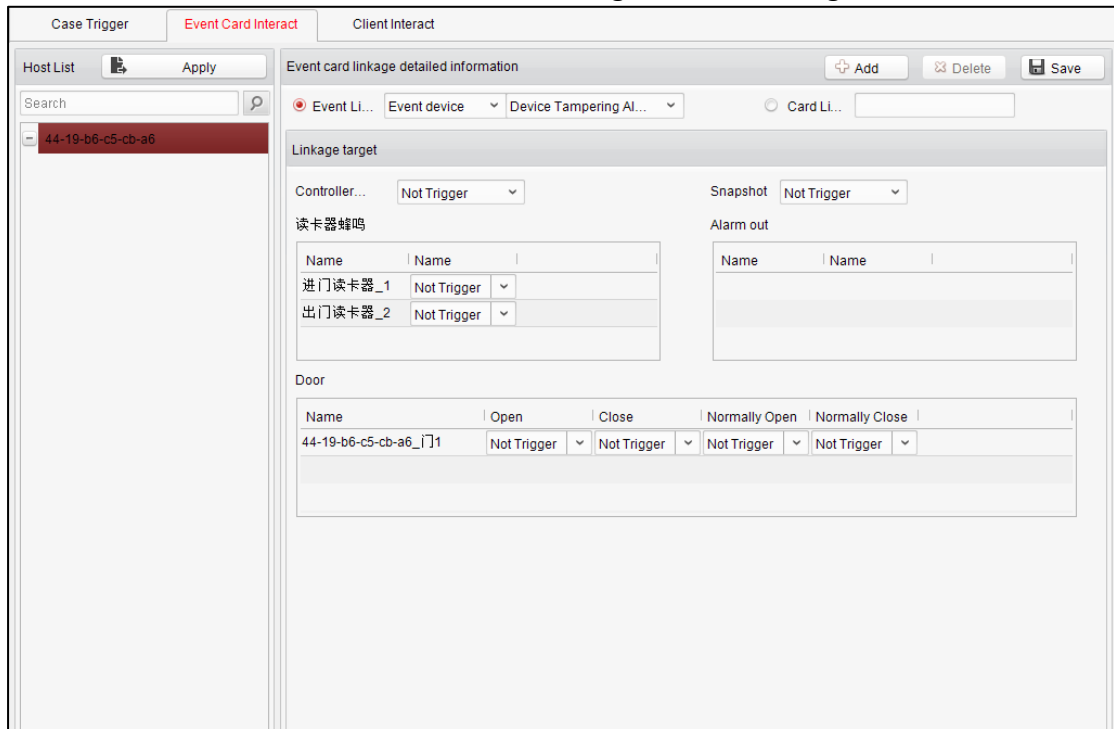 Case Trigger Event Card Interact Client Interact
Host List Apply
Search
44-19-b6-c5-cb-a6
Event card linkage detailed information Add Delete Save
Event Li... Event device Device Tampering Al... Card Li...
Linkage target
Controller... Not Trigger Snapshot Not Trigger
读卡器蜂鸣 Alarm out
Name Name Name Name
进门读卡器_1 Not Trigger
出门读卡器_2 Not Trigger
Door
Name Open Close Normally Open Normally Close
44-19-b6-c5-cb-a6_门1 Not Trigger Not Trigger Not Trigger Not Trigger